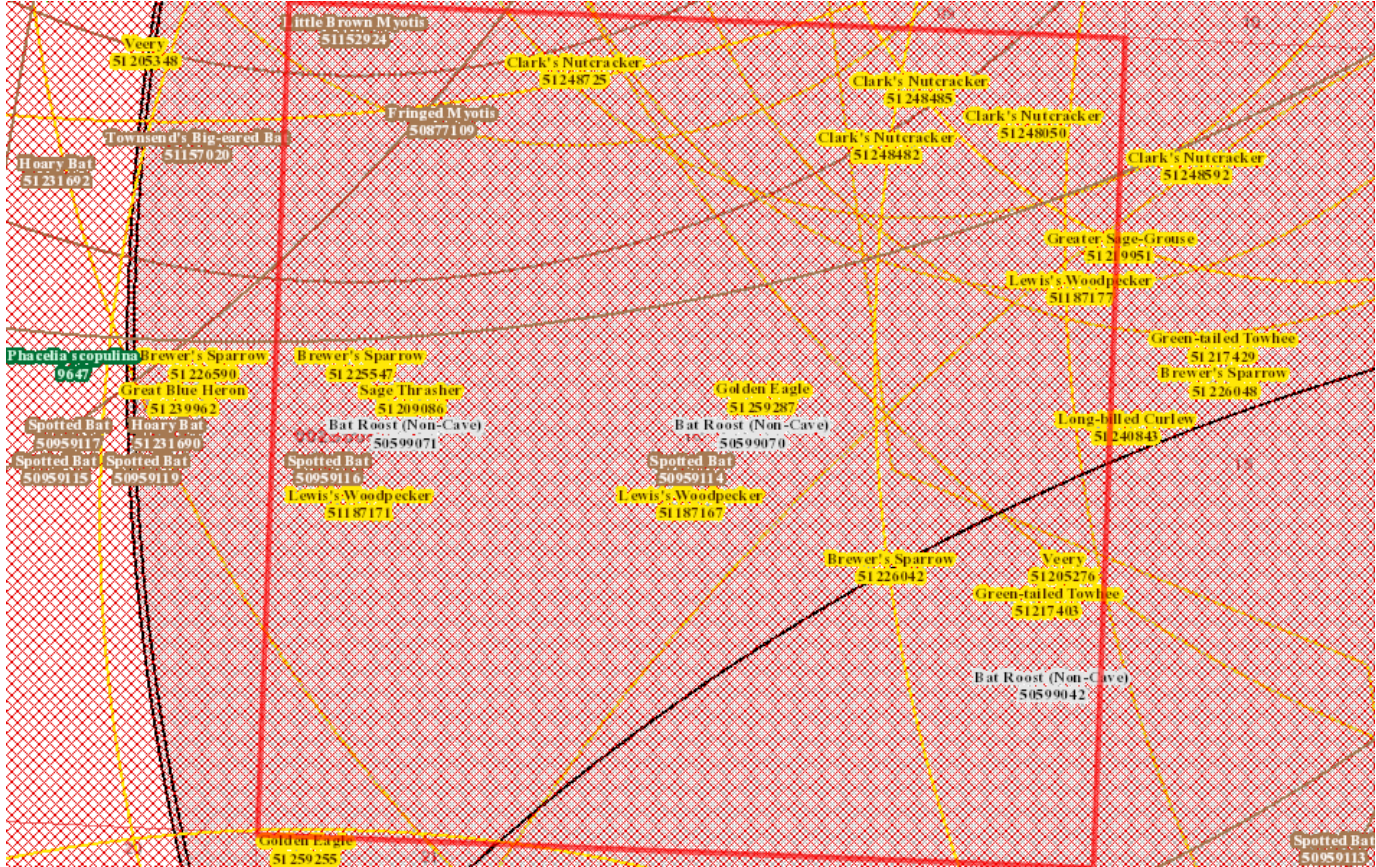 Little Brown Myotis
51152924
Veery
51205348
Clark's Nutcracker
51248725
Clark's Nutcracker
51248485
Fringed Myotis
50877109
Clark's Nutcracker
51248050
Townsend's Big-eared Bat
51157020
Clark's Nutcracker
51248482
Hoary Bat
51231692
Clark's Nutcracker
51248592
Greater Sage-Grouse
51219951
Lewis's Woodpecker
51187177
Green-tailed Towhee
51217429
Phacelia scopulina
9647
Brewer's Sparrow
51226590
Brewer's Sparrow
51225547
Brewer's Sparrow
51226048
Great Blue Heron
51239962
Sage Thrasher
51209086
Golden Eagle
51259287
Long-billed Curlew
51240843
Spotted Bat
50959117
Hoary Bat
51231690
Bat Roost (Non-Cave)
50599071
Bat Roost (Non-Cave)
50599070
Spotted Bat
50959115
Spotted Bat
50959119
Spotted Bat
50959116
Spotted Bat
50959114
15
Lewis's Woodpecker
51187171
Lewis's Woodpecker
51187167
Brewer's Sparrow
51226042
Veery
51205276
Green-tailed Towhee
51217403
Bat Roost (Non-Cave)
50599042
Golden Eagle
51259255
20
21
Spotted Bat
50959113